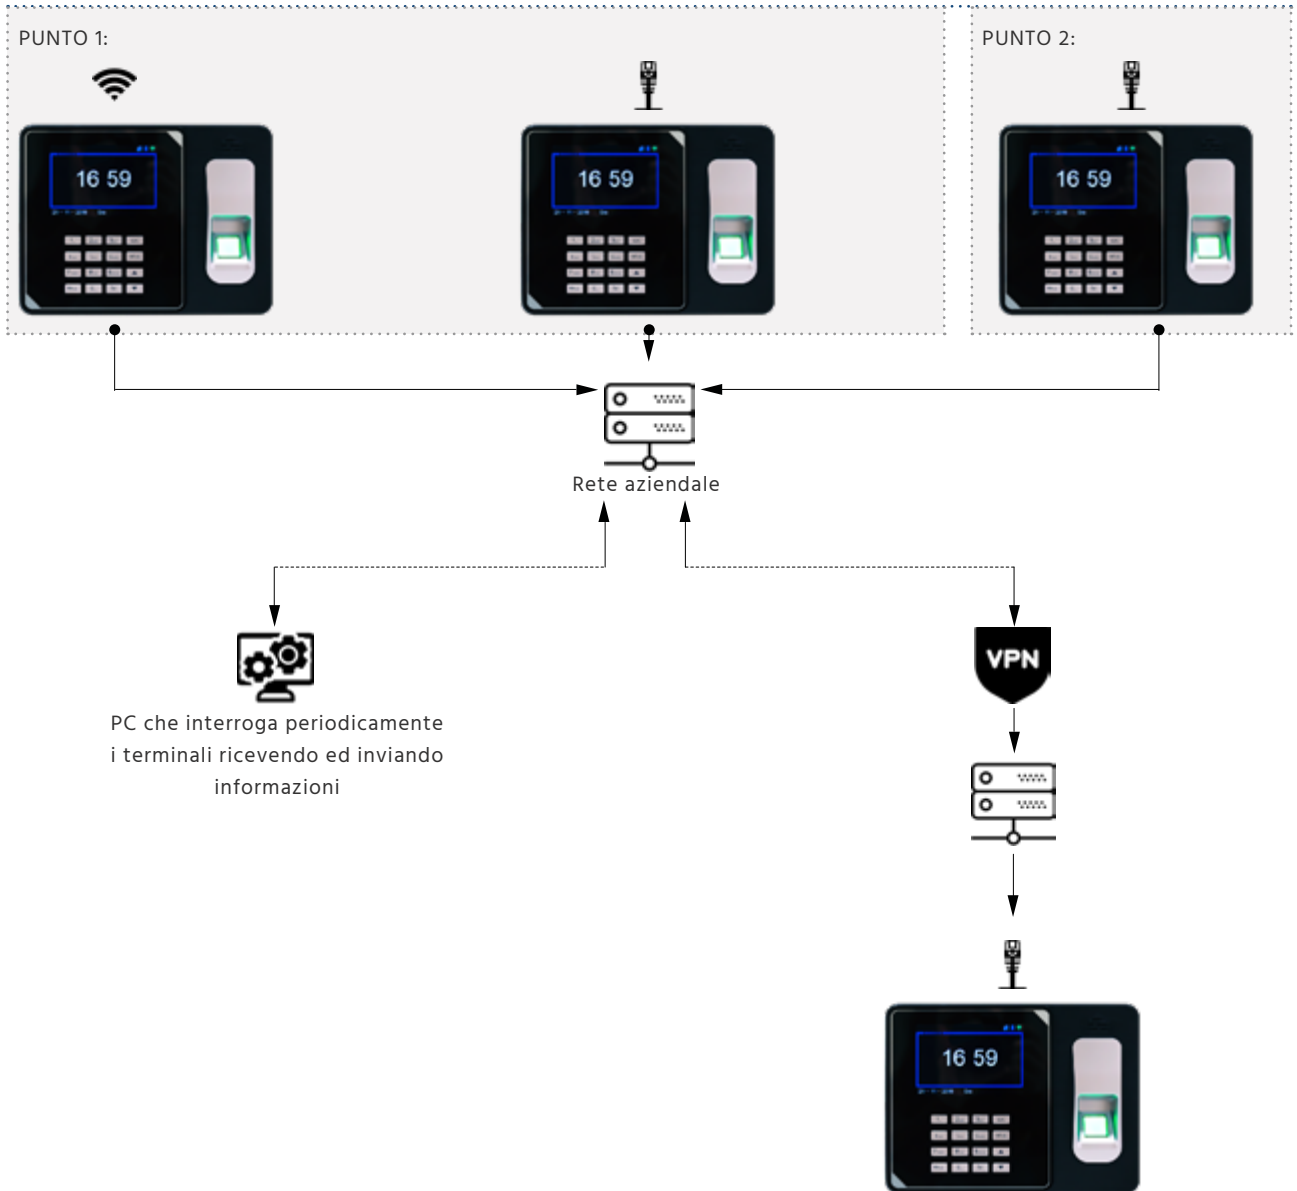 PUNTO 1:
PUNTO 2:
16 59
16 59
16 59
Rete aziendale
VPN
PC che interroga periodicamente
i terminali ricevendo ed inviando
informazioni
16 59